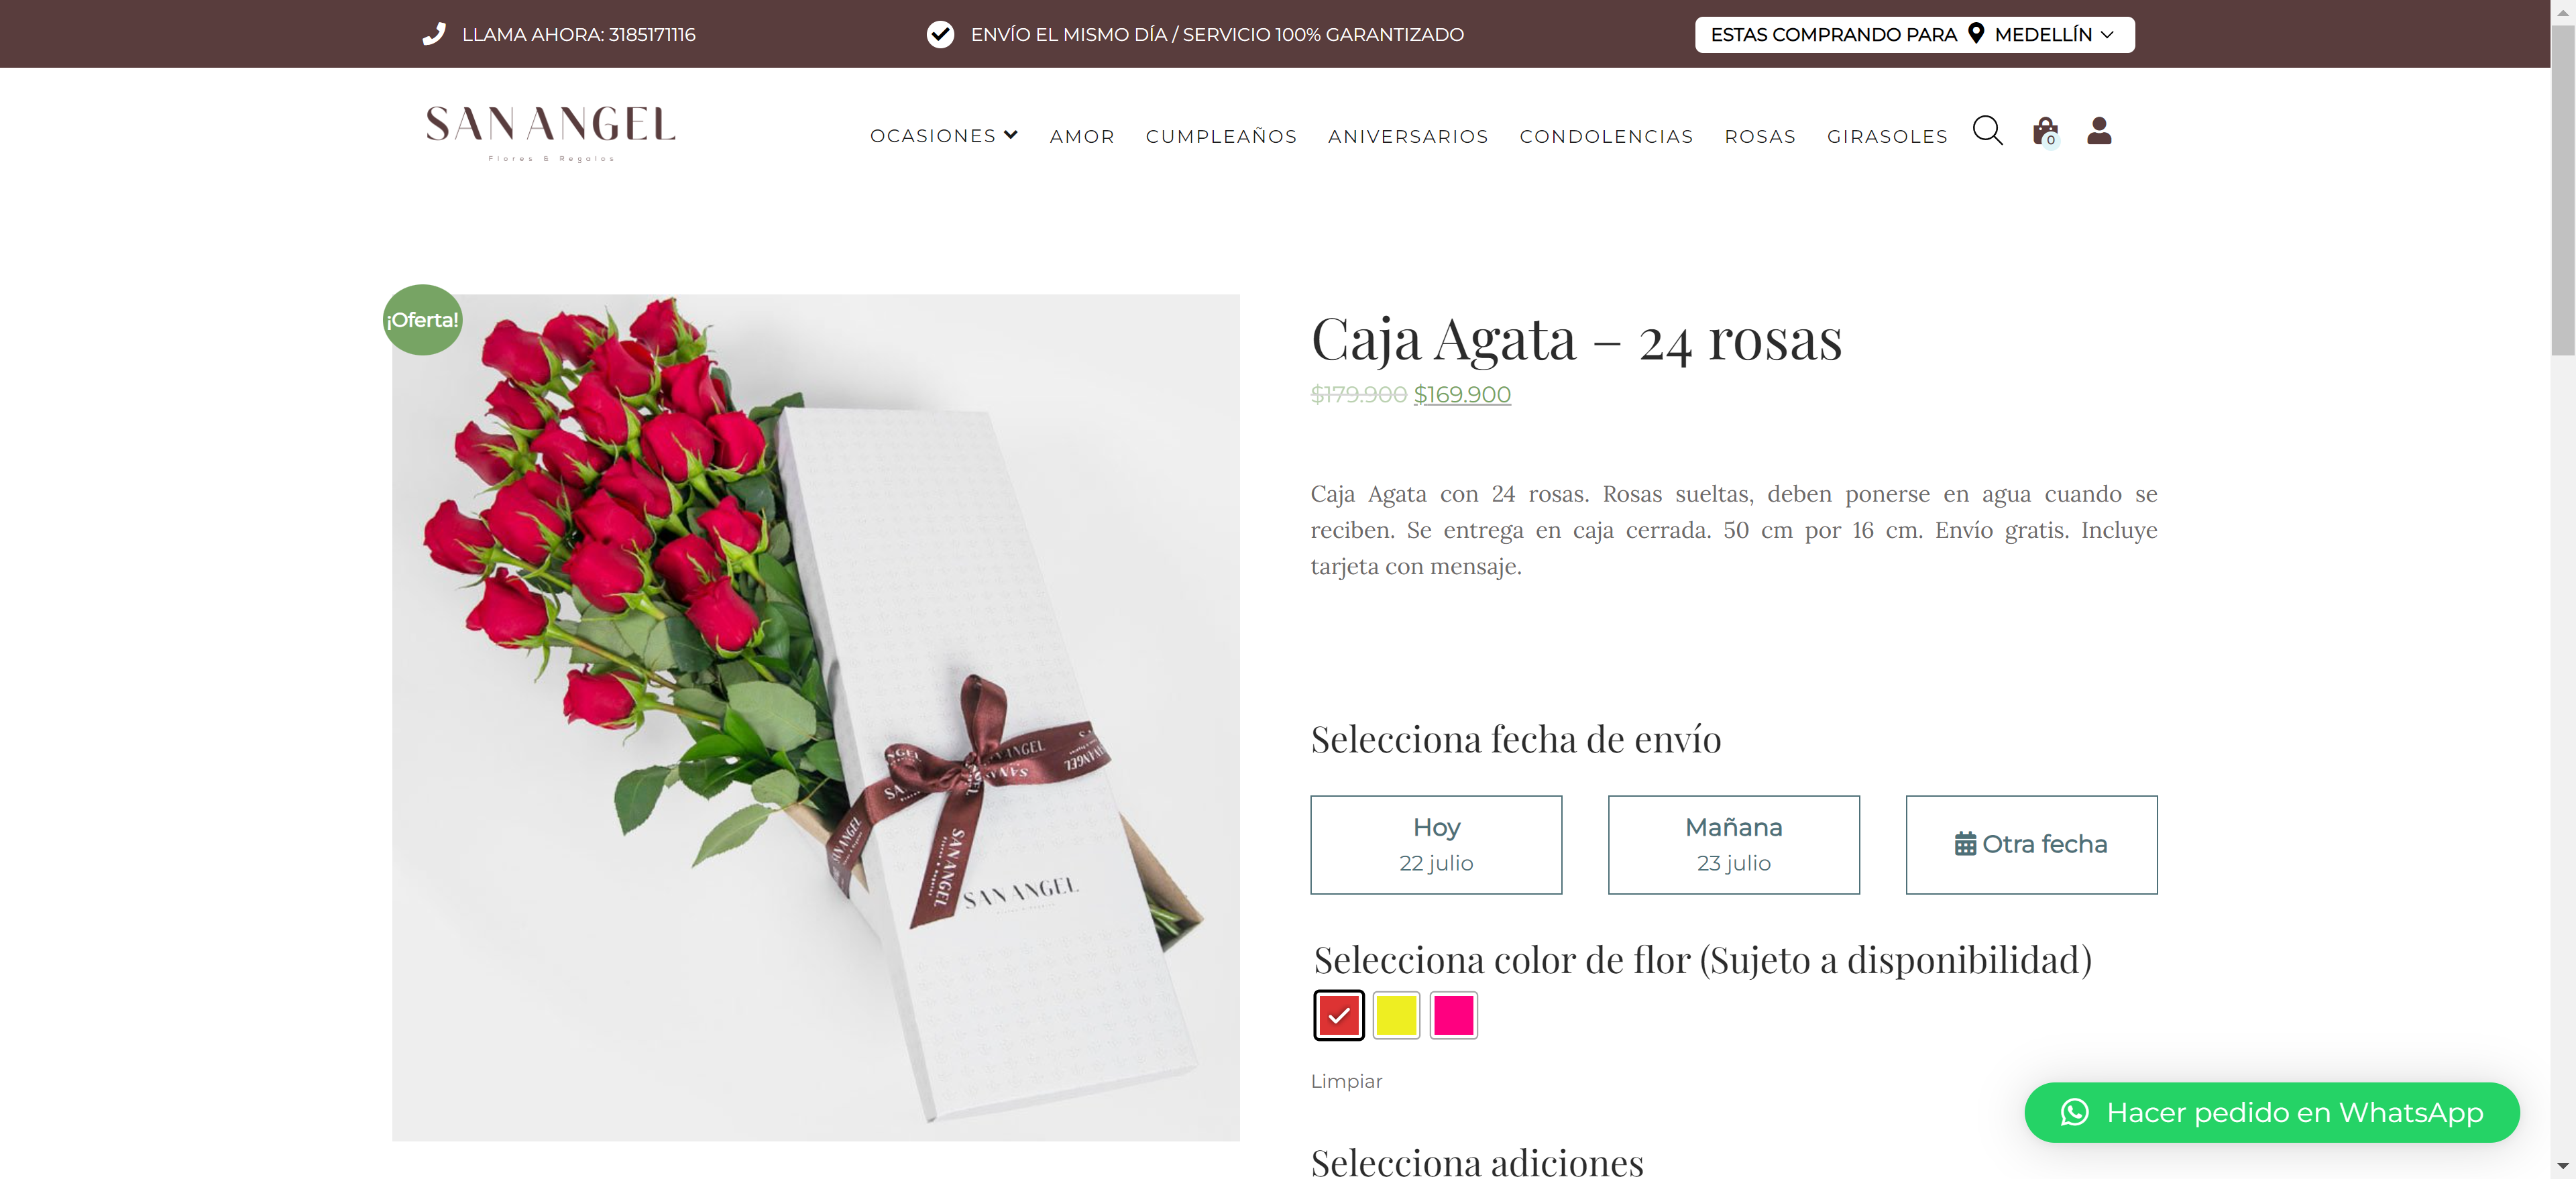 LLAMA AHORA: 3185171116
ENVÍO EL MISMO DÍA / SERVICIO 100% GARANTIZADO
ESTAS COMPRANDO PARA MEDELLÍN
SAN ANGEL
Flores & Regalos
OCASIONES
AMOR
CUMPLEAÑOS
ANIVERSARIOS
CONDOLENCIAS
ROSAS
GIRASOLES
0
¡Oferta!
SAN ANGEL
SAN ANGEL
Caja Agata – 24 rosas
$179.900 $169.900
Caja Agata con 24 rosas. Rosas sueltas, deben ponerse en agua cuando se
reciben. Se entrega en caja cerrada. 50 cm por 16 cm. Envío gratis. Incluye
tarjeta con mensaje.
Selecciona fecha de envío
Hoy
22 julio
Mañana
23 julio
Otra fecha
Selecciona color de flor (Sujeto a disponibilidad)
Limpiar
Hacer pedido en WhatsApp
Selecciona adiciones